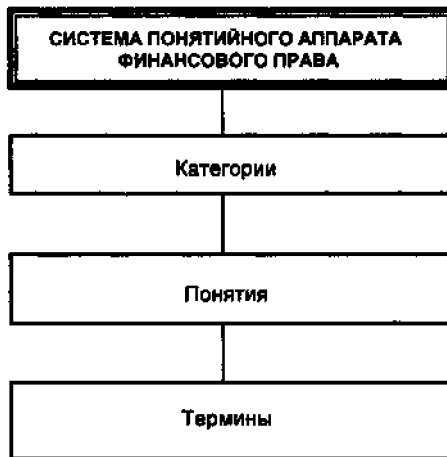 СИСТЕМА ПОНЯТИЙНОГО АППАРАТА
ФИНАНСОВОГО ПРАВА
Категории
Понятия
Термины